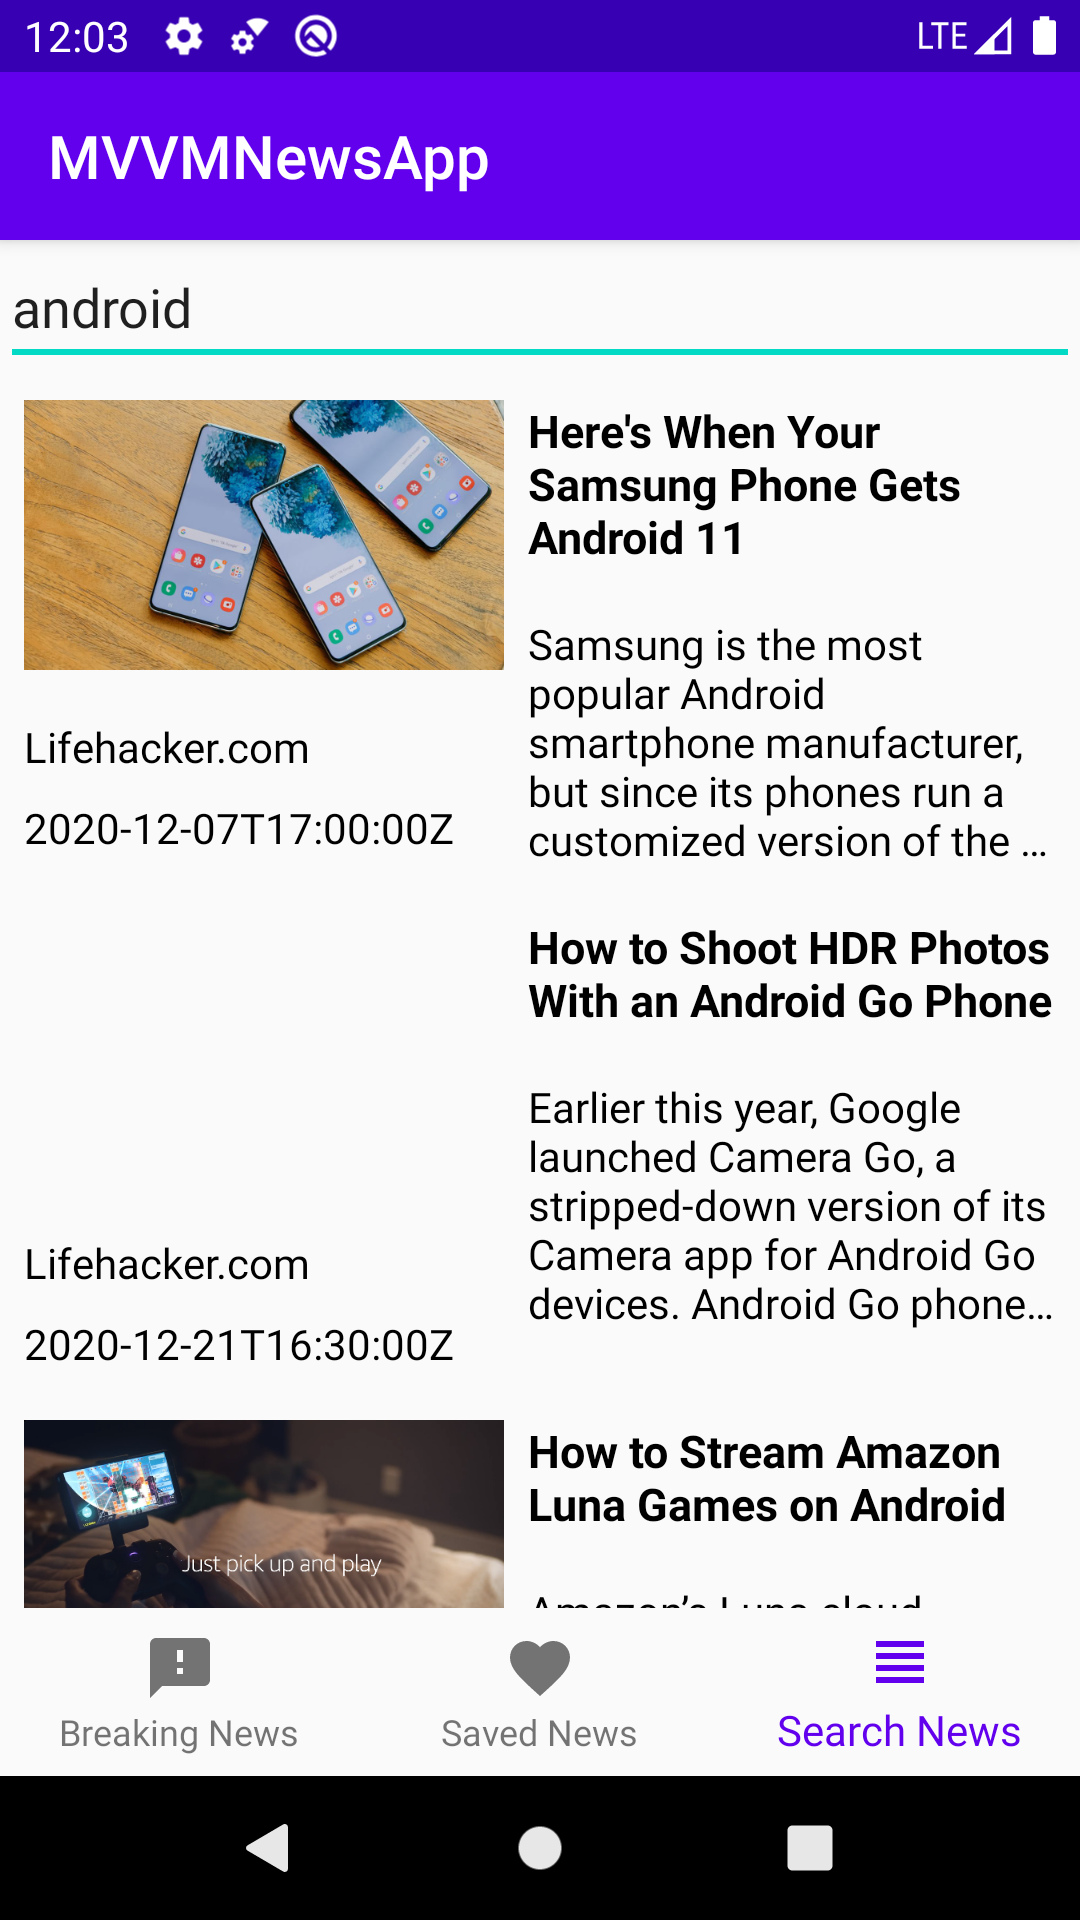 12:03
LTE
MVVMNewsApp
android
Here's When Your
Samsung Phone Gets
Android 11
Samsung is the most
popular Android
smartphone manufacturer,
but since its phones run a
customized version of the …
Lifehacker.com
2020-12-07T17:00:00Z
How to Shoot HDR Photos
With an Android Go Phone
Earlier this year, Google
launched Camera Go, a
stripped-down version of its
Camera app for Android Go
devices. Android Go phone…
Lifehacker.com
2020-12-21T16:30:00Z
Just pick up and play
How to Stream Amazon
Luna Games on Android
Amazon’s Luna cloud
Breaking News
Saved News
Search News